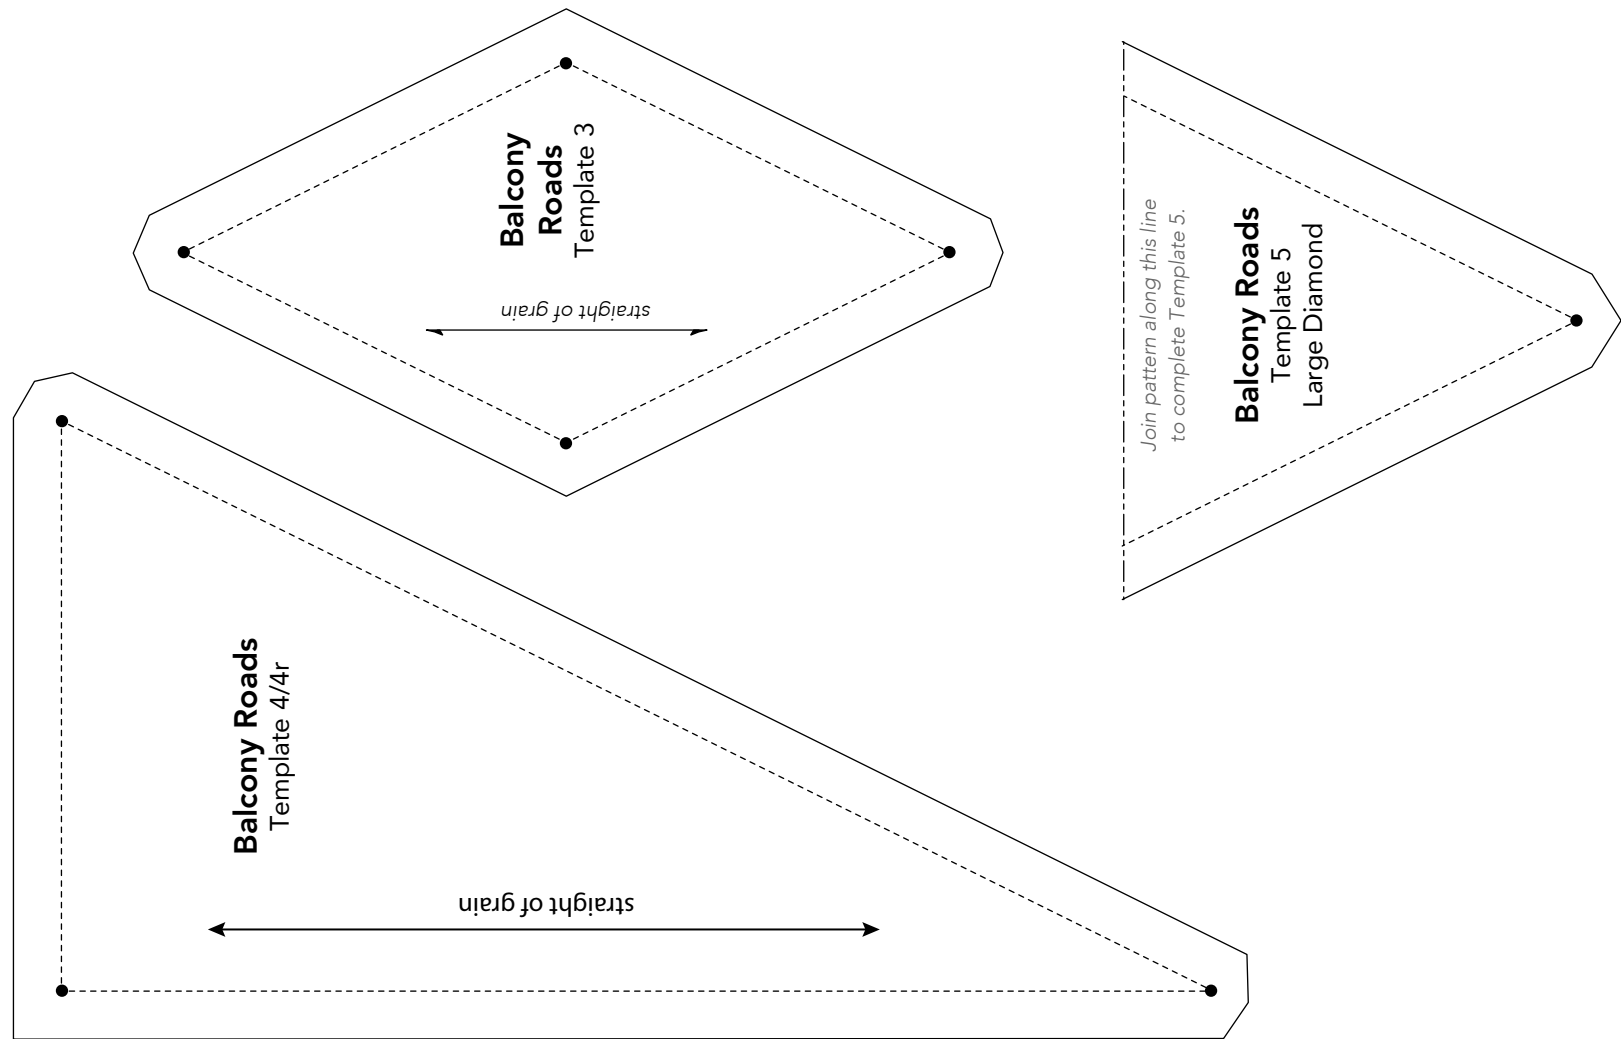 Balcony
Roads
Template 3
straight of grain
Join pattern along this line
to complete Template 5.
Balcony Roads
Template 5
Large Diamond
Balcony Roads
Template 4/4r
straight of grain